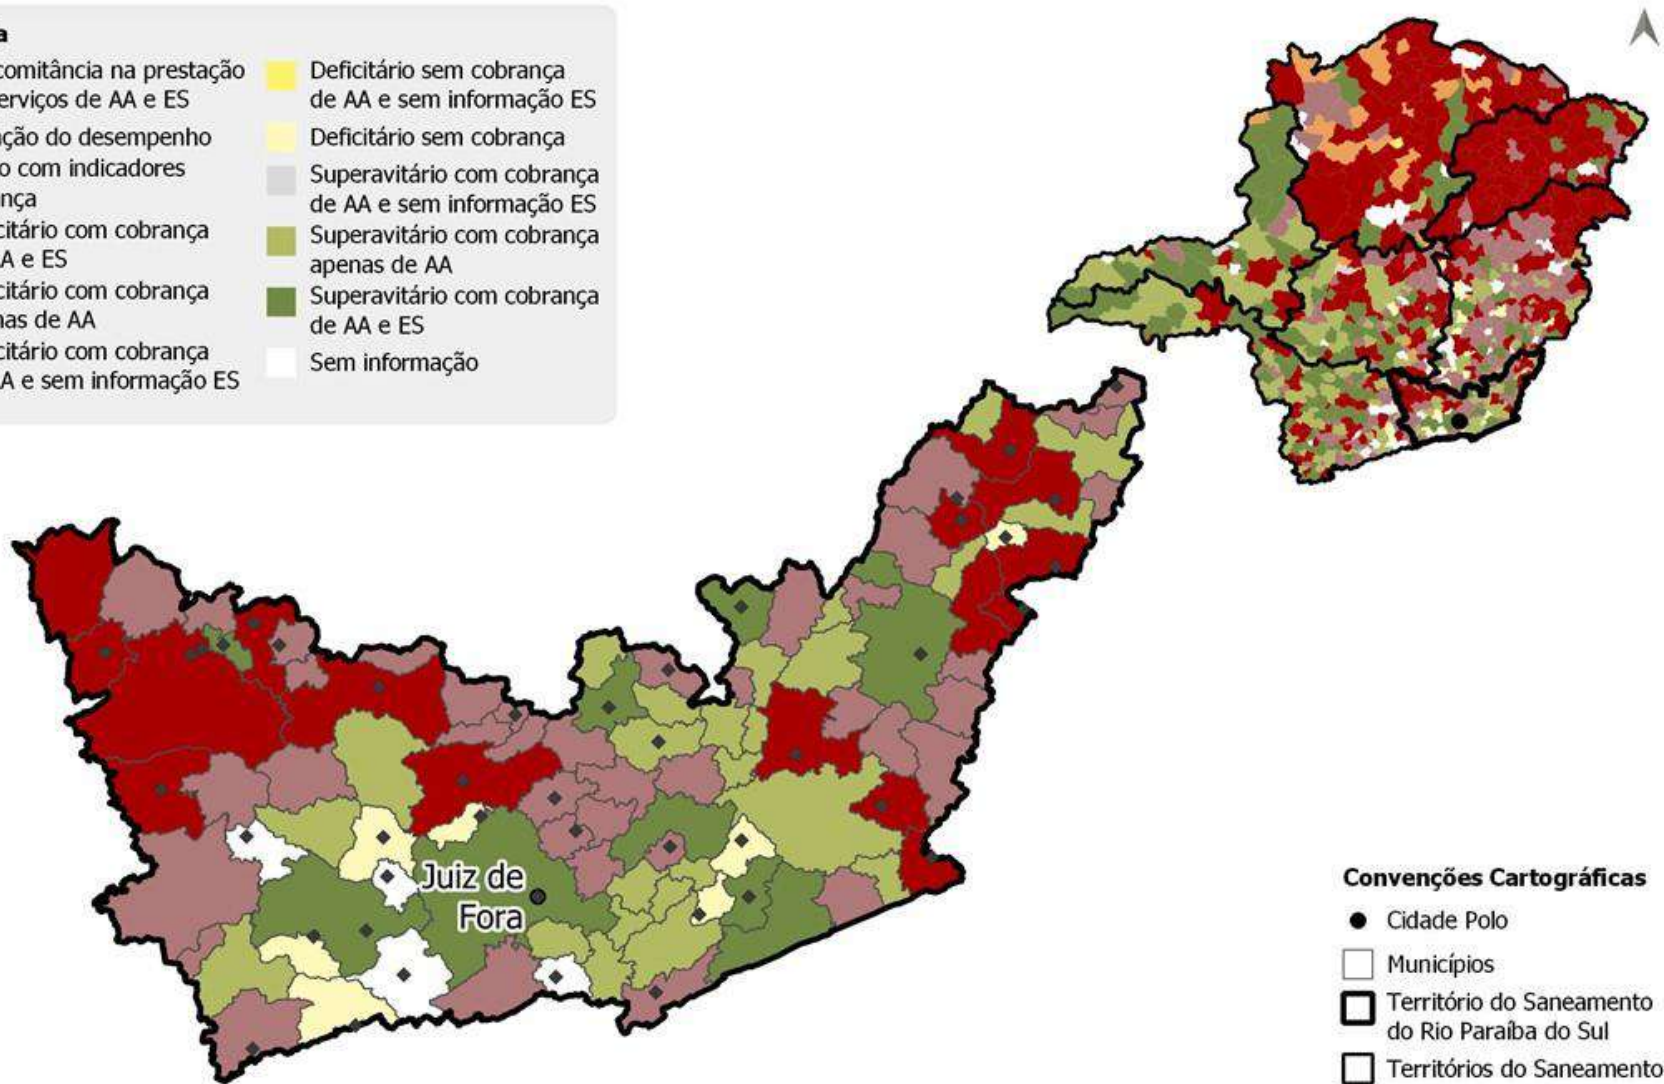 a
comitância na prestação
erviços de AA e ES
ção do desempenho
o com indicadores
nça
citário com cobrança
A e ES
citário com cobrança
nas de AA
citário com cobrança
A e sem informação ES
Deficitário sem cobrança
de AA e sem informação ES
Deficitário sem cobrança
Superavitário com cobrança
de AA e sem informação ES
Superavitário com cobrança
apenas de AA
Superavitário com cobrança
de AA e ES
Sem informação
Juiz de
Fora
Convenções Cartográficas
Cidade Polo
Municípios
Território do Saneamento
do Rio Paraíba do Sul
Territórios do Saneamento